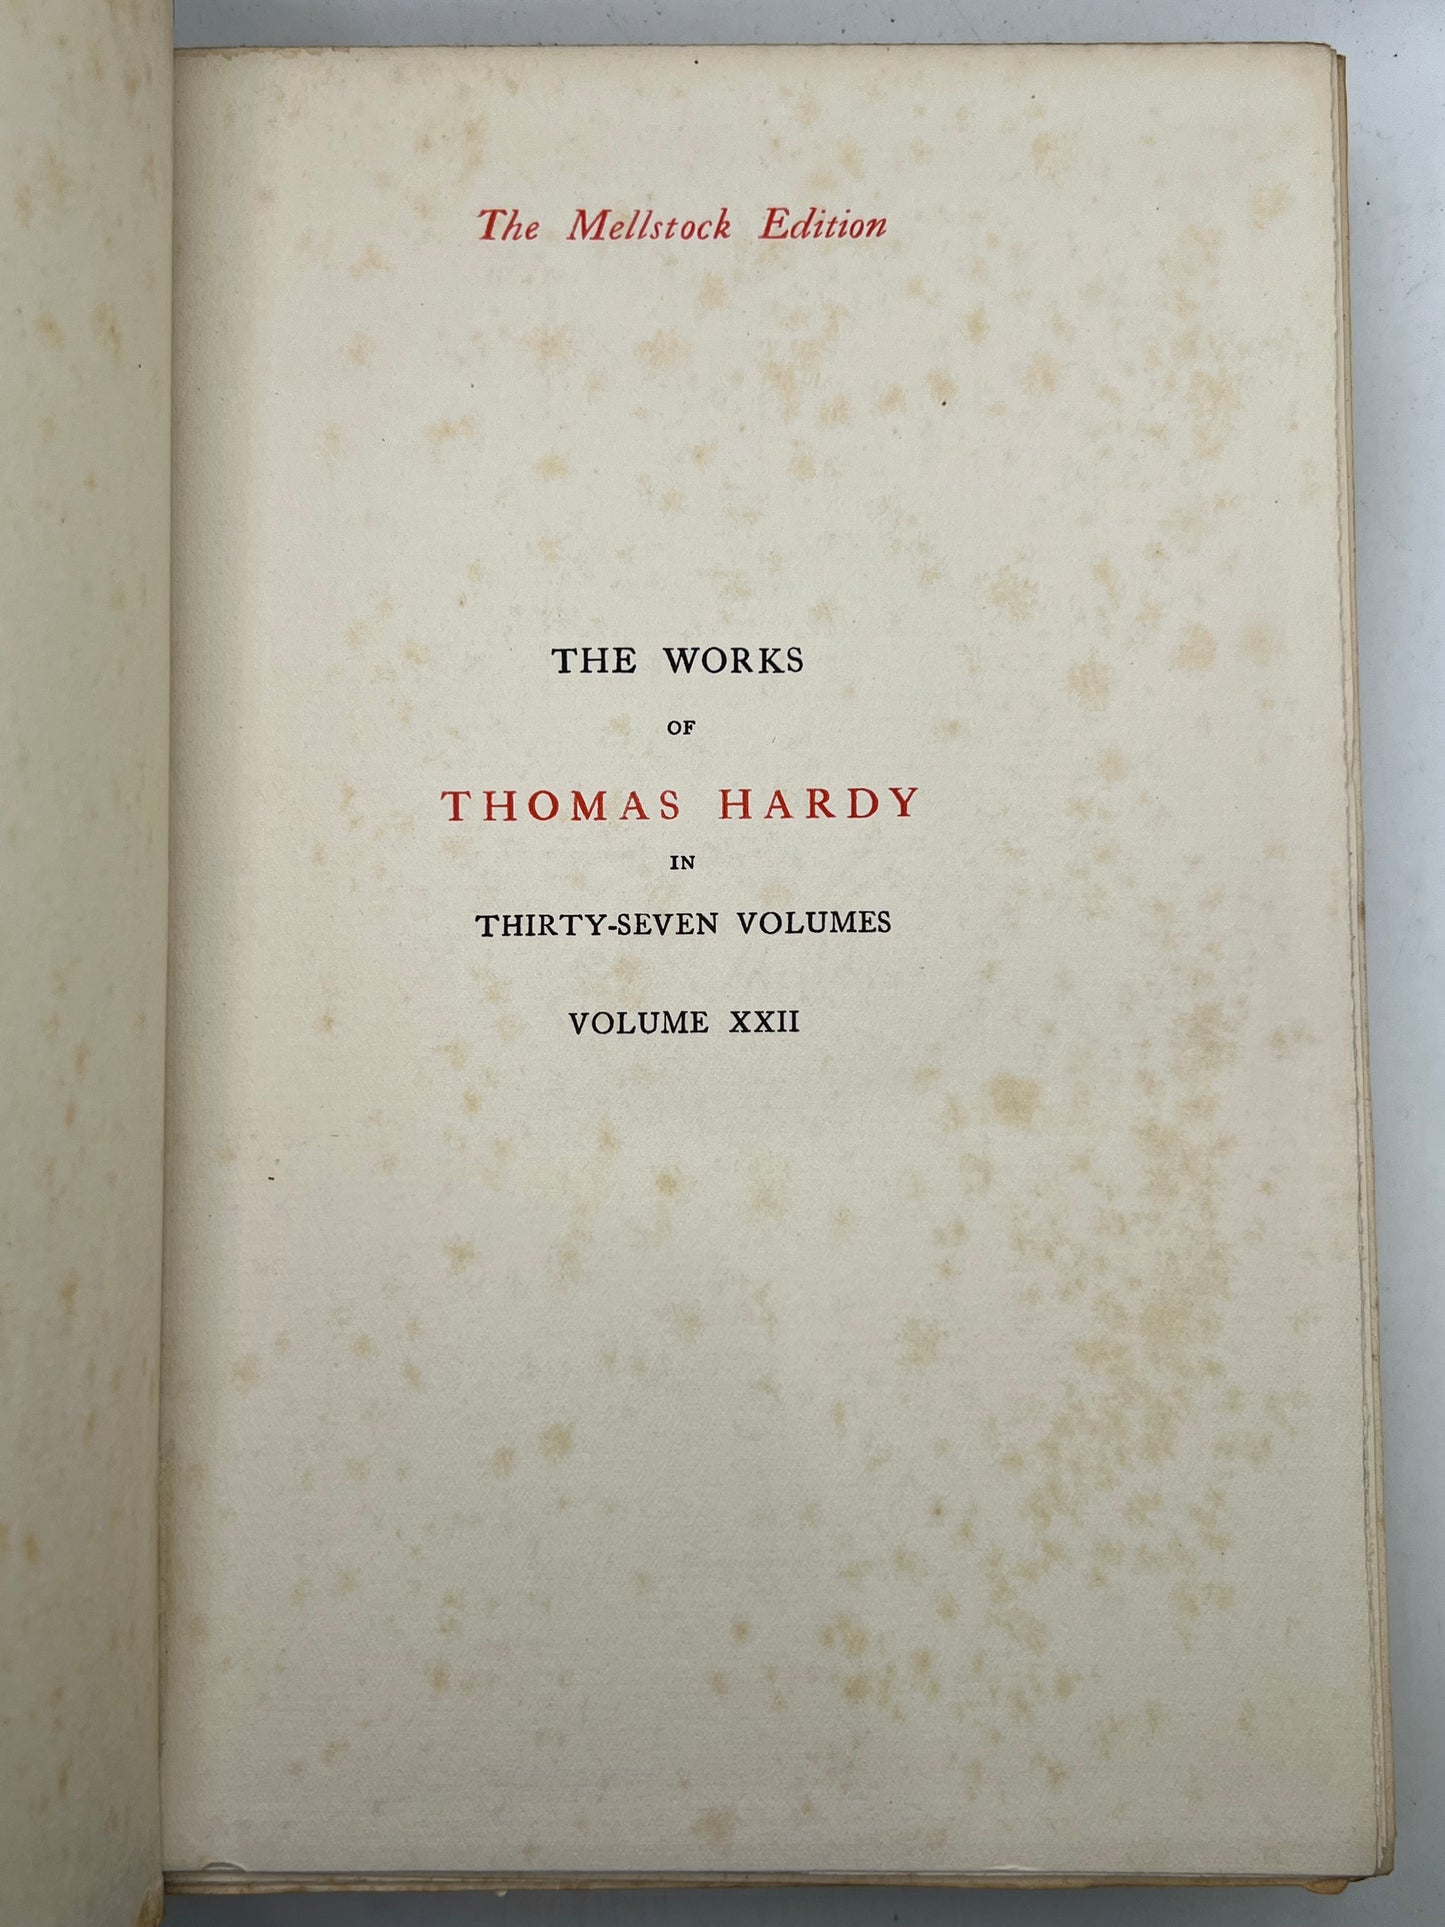 The Mellstock Edition
THE WORKS
OF
THOMAS HARDY
IN
THIRTY-SEVEN VOLUMES
VOLUME XXII